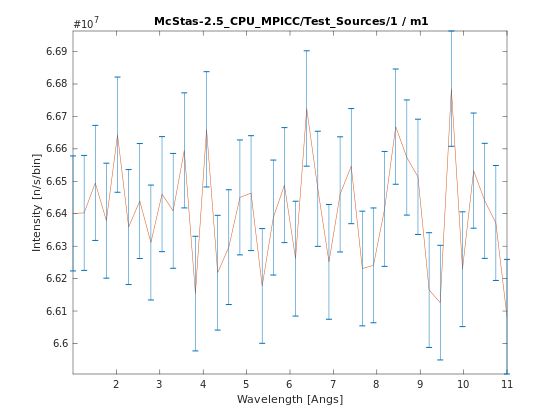 McStas-2.5_CPU_MPICC/Test_Sources/1 / m1
#10^7
6.69
6.68
6.67
6.66
6.65
6.64
6.63
6.62
6.61
6.6
Intensity [n/s/bin]
2 3 4 5 6 7 8 9 10 11
Wavelength [Angs]